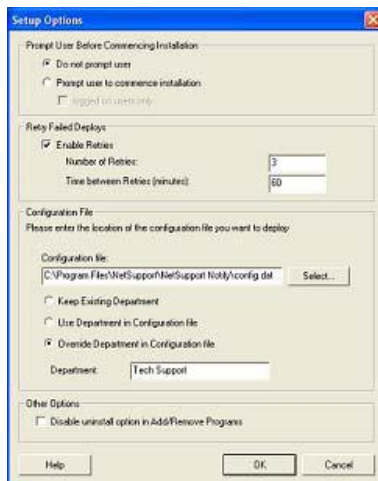 Setup Options
Prompt User Before Commencing Installation
Do not prompt user
Prompt user to commence installation
logged on users only
Retry Failed Deploys
Enable Retries
Number of Retries: 3
Time between Retries (minutes): 60
Configuration File
Please enter the location of the configuration file you want to deploy
Configuration file:
C:\Program Files\NetSupport\NetSupport Notify\config.dat Select...
Keep Existing Department
Use Department in Configuration file
Override Department in Configuration file
Department: Tech Support
Other Options
Disable uninstall option in Add/Remove Programs
Help OK Cancel